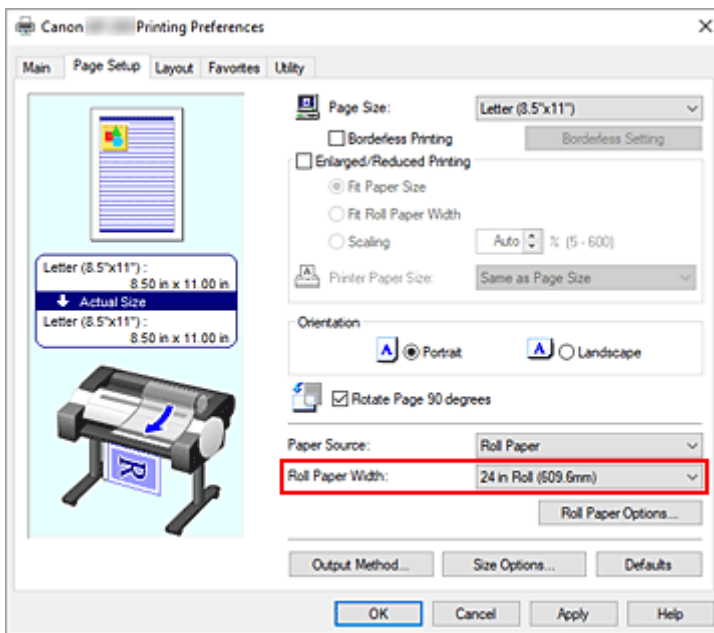 Canon Printing Preferences
Main Page Setup Layout Favorites Utility
Page Size: Letter (8.5"x11")
Borderless Printing Borderless Setting
Enlarged/Reduced Printing
Fit Paper Size
Fit Roll Paper Width
Scaling Auto % (5 - 600)
Printer Paper Size: Same as Page Size
Letter (8.5"x11") :
8.50 in x 11.00 in
Actual Size
Letter (8.5"x11") :
8.50 in x 11.00 in
Orientation
A Portrait A Landscape
Rotate Page 90 degrees
Paper Source: Roll Paper
Roll Paper Width: 24 in Roll (609.6mm)
Roll Paper Options...
R
Output Method... Size Options... Defaults
OK Cancel Apply Help